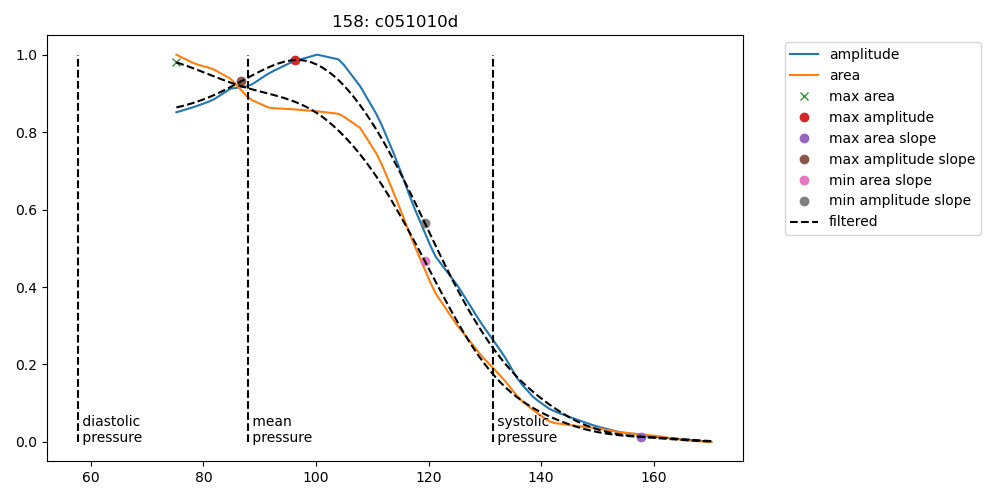 158: c051010d
1.0
0.8
0.6
0.4
0.2
0.0
60 80 100 120 140 160
diastolic
pressure
mean
pressure
systolic
pressure
amplitude
area
max area
max amplitude
max area slope
max amplitude slope
min area slope
min amplitude slope
filtered